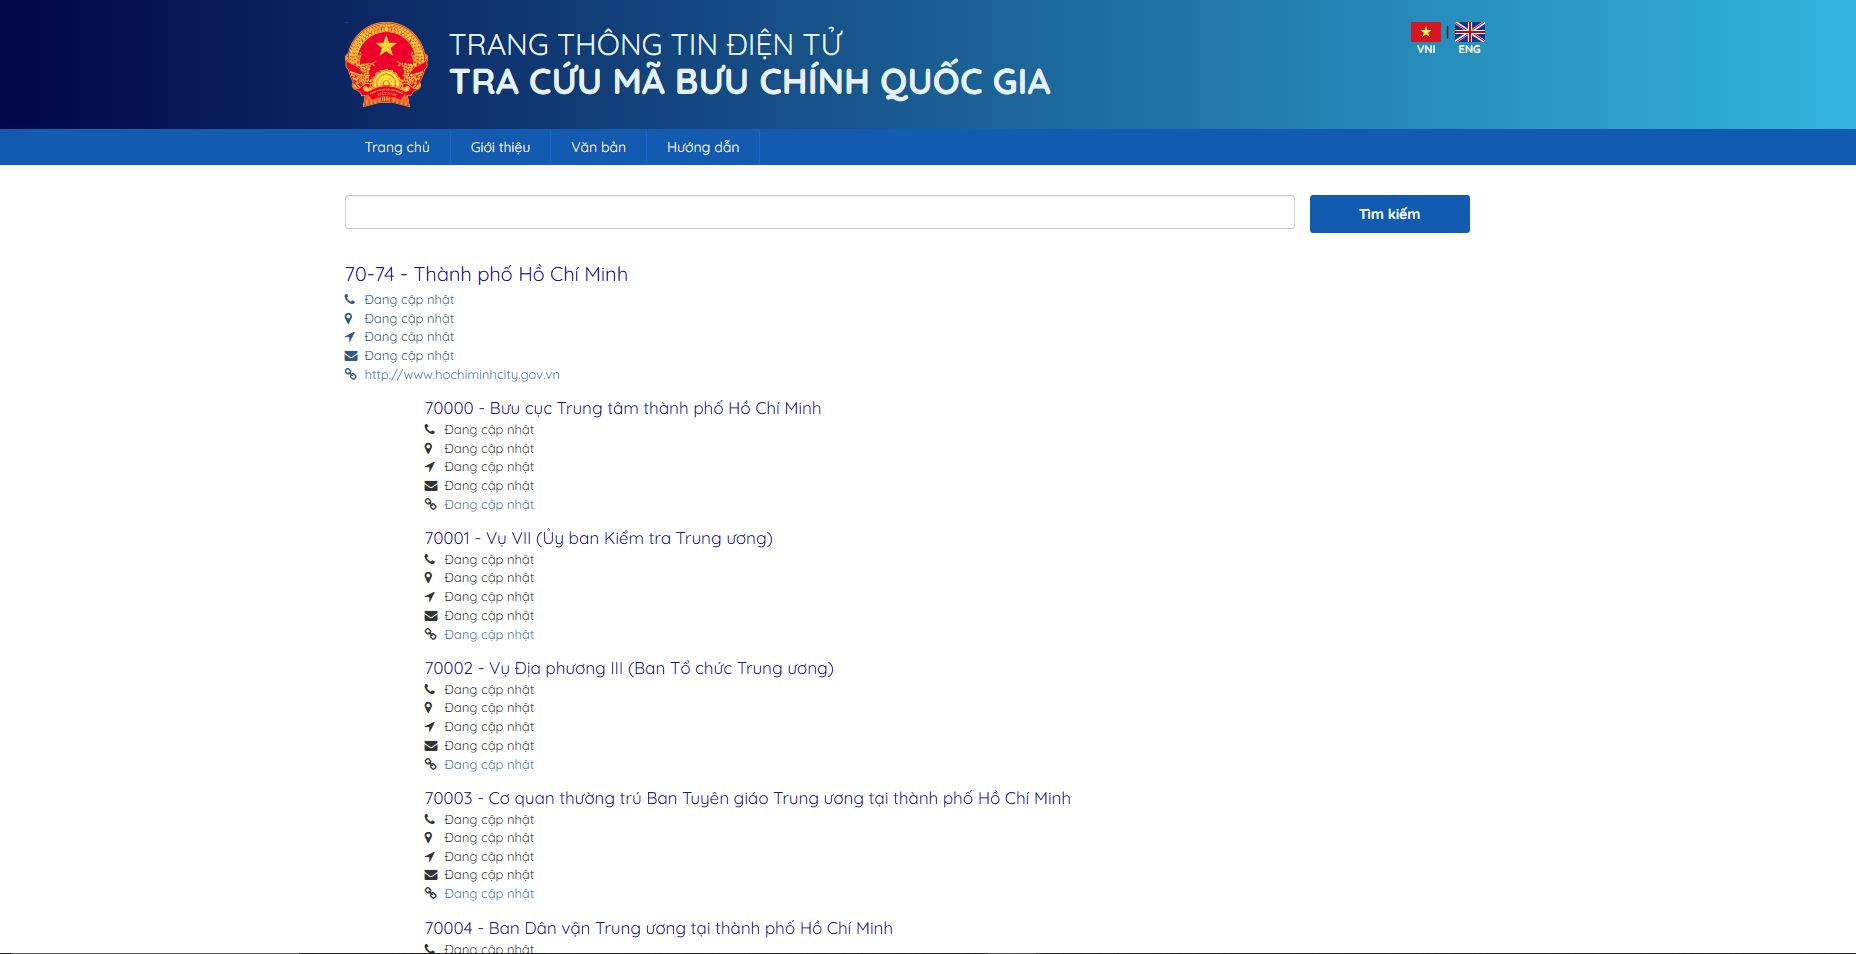 TRANG THÔNG TIN ĐIỆN TỬ
TRA CỨU MÃ BƯU CHÍNH QUỐC GIA
VNI | ENG
Trang chủ Giới thiệu Văn bản Hướng dẫn
Tìm kiếm
70-74 - Thành phố Hồ Chí Minh
Đang cập nhật
Đang cập nhật
Đang cập nhật
Đang cập nhật
http://www.hochiminhcity.gov.vn
70000 - Bưu cục Trung tâm thành phố Hồ Chí Minh
Đang cập nhật
Đang cập nhật
Đang cập nhật
Đang cập nhật
Đang cập nhật
70001 - Vụ VII (Ủy ban Kiểm tra Trung ương)
Đang cập nhật
Đang cập nhật
Đang cập nhật
Đang cập nhật
Đang cập nhật
70002 - Vụ Địa phương III (Ban Tổ chức Trung ương)
Đang cập nhật
Đang cập nhật
Đang cập nhật
Đang cập nhật
Đang cập nhật
70003 - Cơ quan thường trú Ban Tuyên giáo Trung ương tại thành phố Hồ Chí Minh
Đang cập nhật
Đang cập nhật
Đang cập nhật
Đang cập nhật
Đang cập nhật
70004 - Ban Dân vận Trung ương tại thành phố Hồ Chí Minh
Đang cập nhật